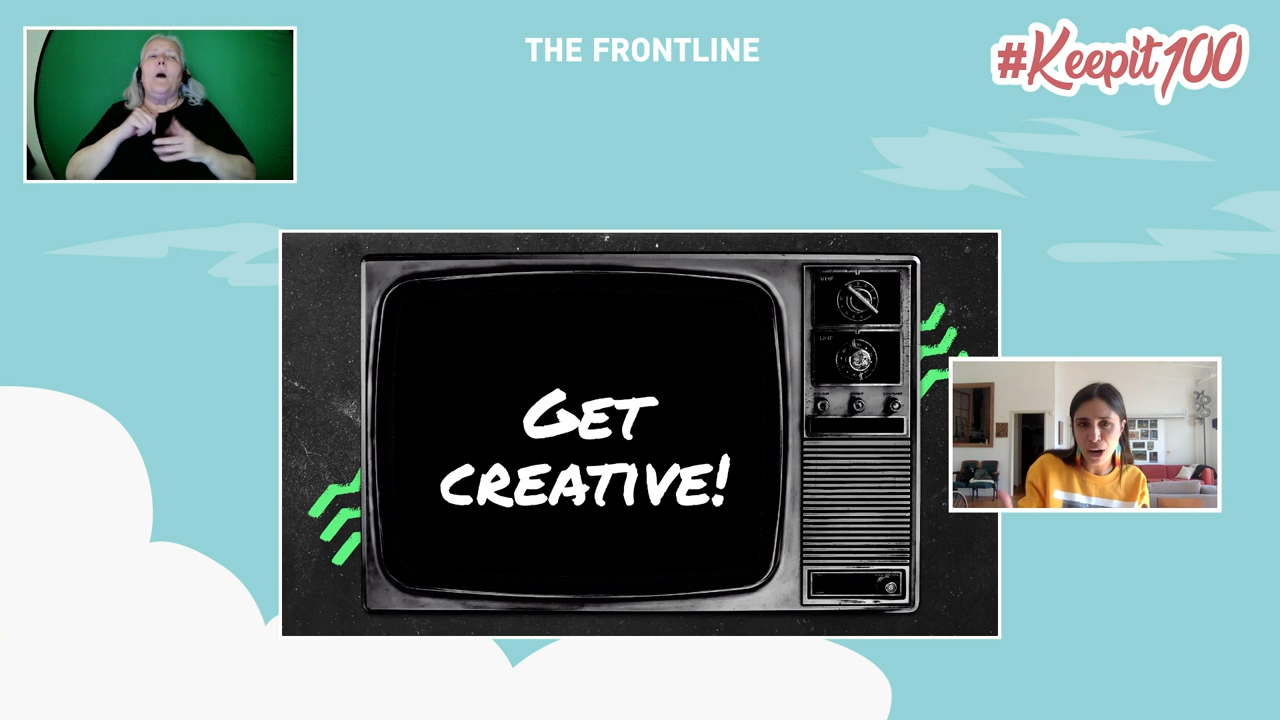 THE FRONTLINE
#Keepit100
VHF
UHF
GET
CREATIVE!